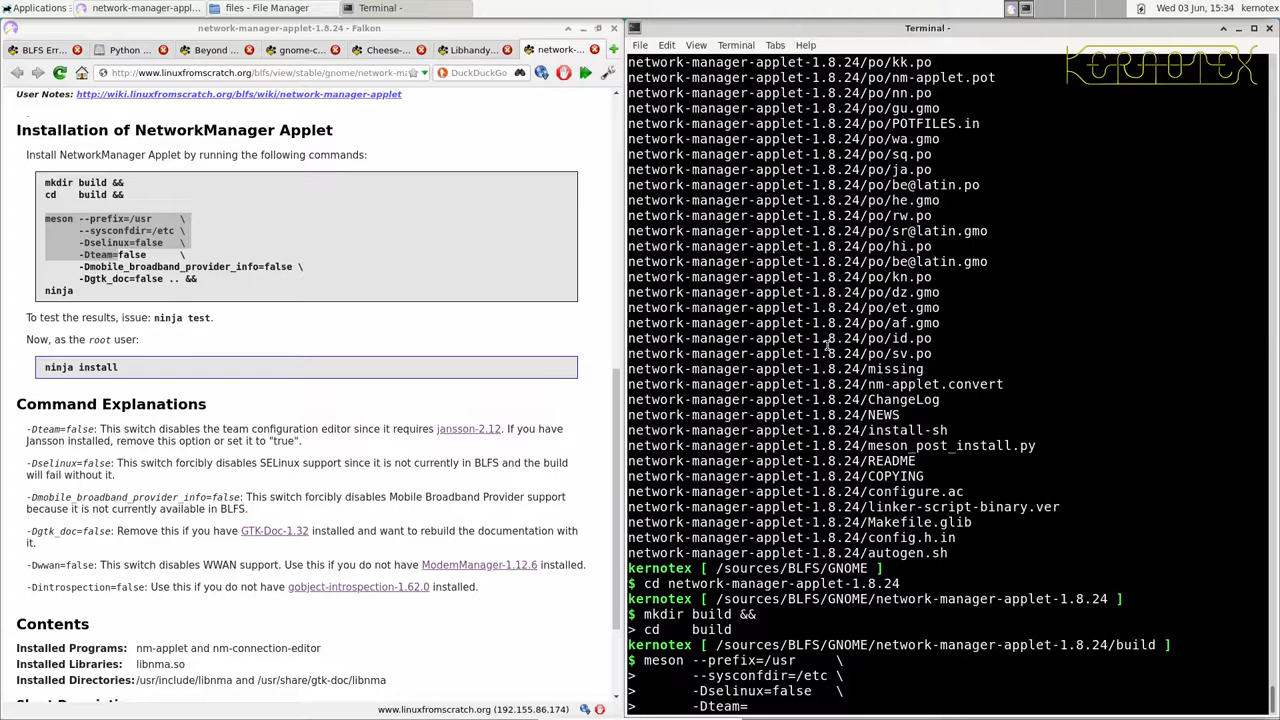 Applications
network-manager-appl...
files - File Manager
Terminal -
Wed 03 Jun, 15:34 kernotex
network-manager-applet-1.8.24 - Falkon
BLFS Err...
Python ...
Beyond ...
gnome-c...
Cheese-...
Libhandy...
network-...
http://www.linuxfromscratch.org/blfs/view/stable/gnome/network-ma
DuckDuckGo
User Notes: http://wiki.linuxfromscratch.org/blfs/wiki/network-manager-applet
Installation of NetworkManager Applet
Install NetworkManager Applet by running the following commands:
mkdir build &&
cd    build &&
meson --prefix=/usr     \
      --sysconfdir=/etc \
      -Dselinux=false   \
      -Dteam=false      \
      -Dmobile_broadband_provider_info=false \
      -Dgtk_doc=false .. &&
ninja
To test the results, issue: ninja test.
Now, as the root user:
ninja install
Command Explanations
-Dteam=false: This switch disables the team configuration editor since it requires jansson-2.12. If you have
Jansson installed, remove this option or set it to "true".
-Dselinux=false: This switch forcibly disables SELinux support since it is not currently in BLFS and the build
will fail without it.
-Dmobile_broadband_provider_info=false: This switch forcibly disables Mobile Broadband Provider support
because it is not currently available in BLFS.
-Dgtk_doc=false: Remove this if you have GTK-Doc-1.32 installed and want to rebuild the documentation with
it.
-Dwwan=false: This switch disables WWAN support. Use this if you do not have ModemManager-1.12.6 installed.
-Dintrospection=false: Use this if you do not have gobject-introspection-1.62.0 installed.
Contents
Installed Programs: nm-applet and nm-connection-editor
Installed Libraries: libnma.so
Installed Directories: /usr/include/libnma and /usr/share/gtk-doc/libnma
www.linuxfromscratch.org (192.155.86.174)
Terminal -
File Edit View Terminal Tabs Help
KERNOTEX
network-manager-applet-1.8.24/po/kk.po
network-manager-applet-1.8.24/po/nm-applet.pot
network-manager-applet-1.8.24/po/nn.po
network-manager-applet-1.8.24/po/gu.gmo
network-manager-applet-1.8.24/po/POTFILES.in
network-manager-applet-1.8.24/po/wa.gmo
network-manager-applet-1.8.24/po/sq.po
network-manager-applet-1.8.24/po/ja.po
network-manager-applet-1.8.24/po/be@latin.po
network-manager-applet-1.8.24/po/he.gmo
network-manager-applet-1.8.24/po/rw.po
network-manager-applet-1.8.24/po/sr@latin.gmo
network-manager-applet-1.8.24/po/hi.po
network-manager-applet-1.8.24/po/be@latin.gmo
network-manager-applet-1.8.24/po/kn.po
network-manager-applet-1.8.24/po/dz.gmo
network-manager-applet-1.8.24/po/et.gmo
network-manager-applet-1.8.24/po/af.gmo
network-manager-applet-1.8.24/po/id.po
network-manager-applet-1.8.24/po/sv.po
network-manager-applet-1.8.24/missing
network-manager-applet-1.8.24/nm-applet.convert
network-manager-applet-1.8.24/ChangeLog
network-manager-applet-1.8.24/NEWS
network-manager-applet-1.8.24/install-sh
network-manager-applet-1.8.24/meson_post_install.py
network-manager-applet-1.8.24/README
network-manager-applet-1.8.24/COPYING
network-manager-applet-1.8.24/configure.ac
network-manager-applet-1.8.24/linker-script-binary.ver
network-manager-applet-1.8.24/Makefile.glib
network-manager-applet-1.8.24/config.h.in
network-manager-applet-1.8.24/autogen.sh
kernotex [ /sources/BLFS/GNOME ]
$ cd network-manager-applet-1.8.24
kernotex [ /sources/BLFS/GNOME/network-manager-applet-1.8.24 ]
$ mkdir build &&
> cd    build
kernotex [ /sources/BLFS/GNOME/network-manager-applet-1.8.24/build ]
$ meson --prefix=/usr     \
>       --sysconfdir=/etc \
>       -Dselinux=false   \
>       -Dteam=